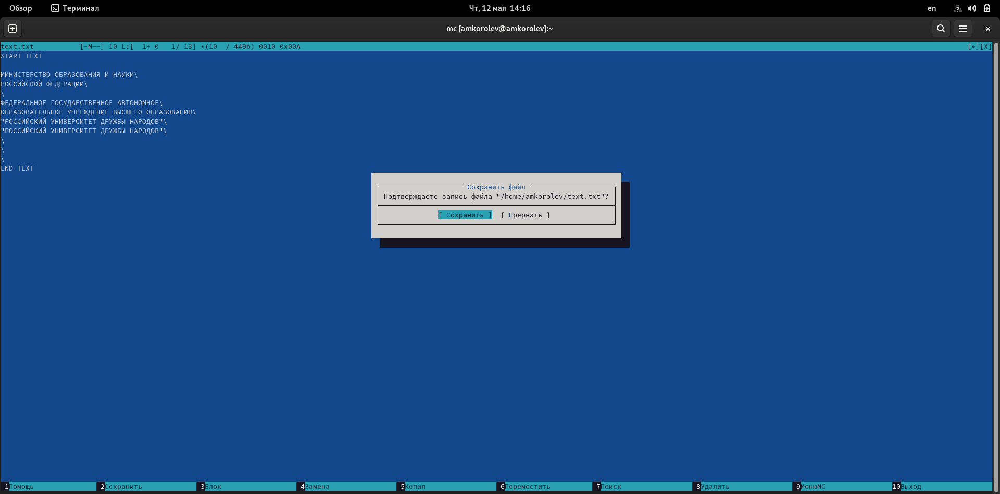 Обзор Терминал Чт, 12 мая 14:16 en
mc [amkorolev@amkorolev]:~
text.txt [-M--] 10 L:[ 1+ 0 1/ 13] *(10 / 449b) 0010 0x00A [*][X]
START TEXT
МИНИСТЕРСТВО ОБРАЗОВАНИЯ И НАУКИ\
РОССИЙСКОЙ ФЕДЕРАЦИИ\
\
ФЕДЕРАЛЬНОЕ ГОСУДАРСТВЕННОЕ АВТОНОМНОЕ\
ОБРАЗОВАТЕЛЬНОЕ УЧРЕЖДЕНИЕ ВЫСШЕГО ОБРАЗОВАНИЯ\
"РОССИЙСКИЙ УНИВЕРСИТЕТ ДРУЖБЫ НАРОДОВ"\
"РОССИЙСКИЙ УНИВЕРСИТЕТ ДРУЖБЫ НАРОДОВ"\
\
\
\
END TEXT
Сохранить файл
Подтверждаете запись файла "/home/amkorolev/text.txt"?
[ Сохранить ] [ Прервать ]
1Помощь 2Сохранить 3Блок 4Замена 5Копия 6Переместить 7Поиск 8Удалить 9МенюMC 10Выход